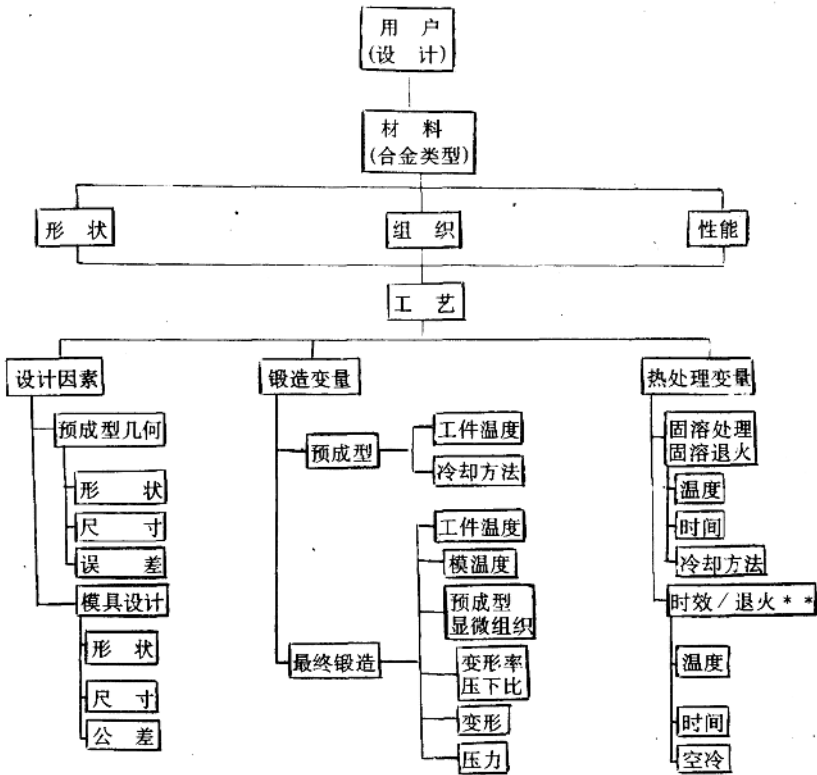 用 户
(设 计)
材 料
(合金类型)
形 状
组 织
性能
工 艺
设计因素
预成型几何
形 状
尺 寸
误 差
模具设计
形 状
尺 寸
公 差
锻造变量
预成型
工件温度
冷却方法
最终锻造
工件温度
模温度
预成型
显微组织
变形率
压下比
变形
压力
热处理变量
固溶处理
固溶退火
温度
时间
冷却方法
时效/退火**
温度
时间
空冷